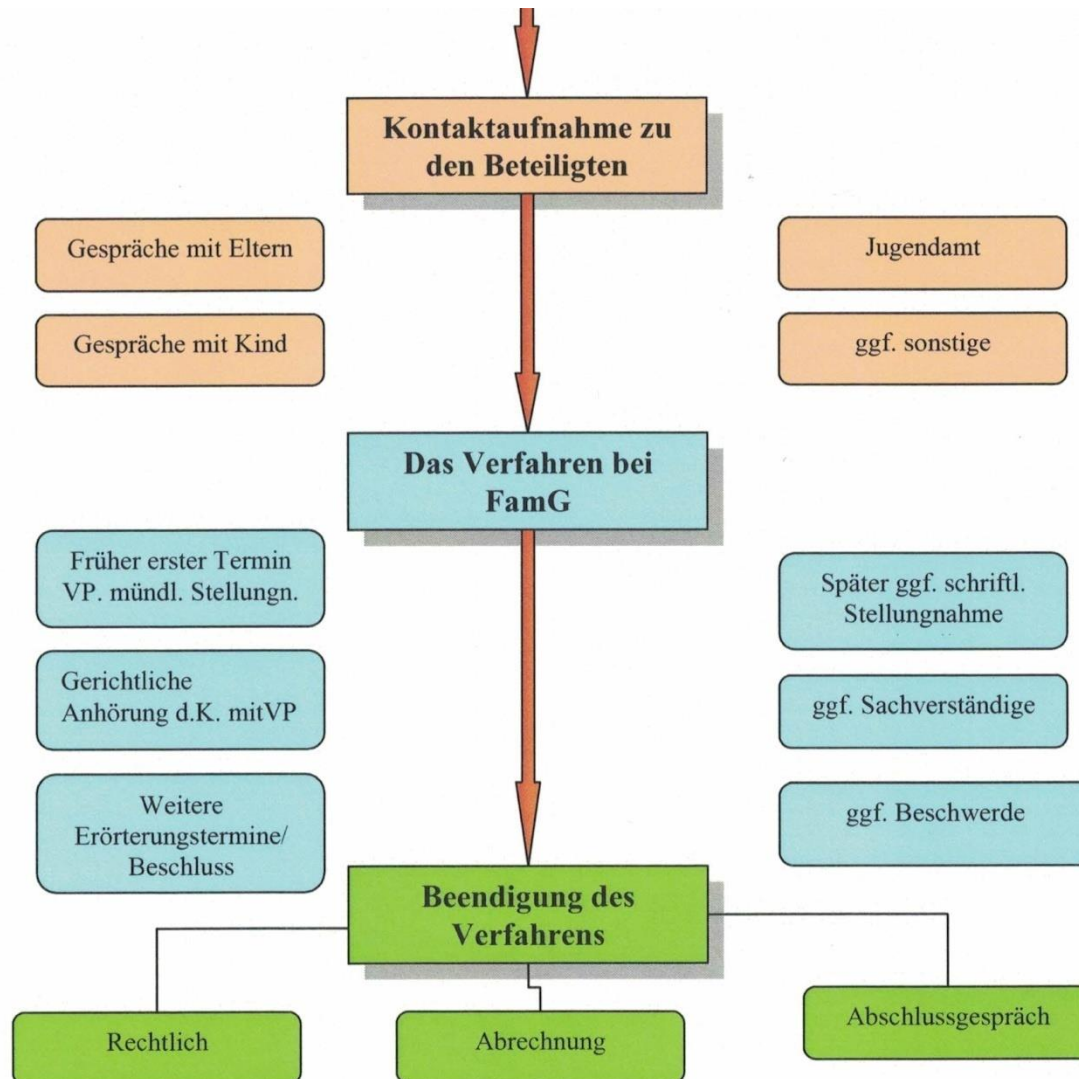 Kontaktaufnahme zu
den Beteiligten
Gespräche mit Eltern
Jugendamt
Gespräche mit Kind
ggf. sonstige
Das Verfahren bei
FamG
Früher erster Termin
VP. mündl. Stellungn.
Später ggf. schriftl.
Stellungnahme
Gerichtliche
Anhörung d.K. mitVP
ggf. Sachverständige
Weitere
Erörterungstermine/
Beschluss
ggf. Beschwerde
Beendigung des
Verfahrens
Rechtlich
Abrechnung
Abschlussgespräch